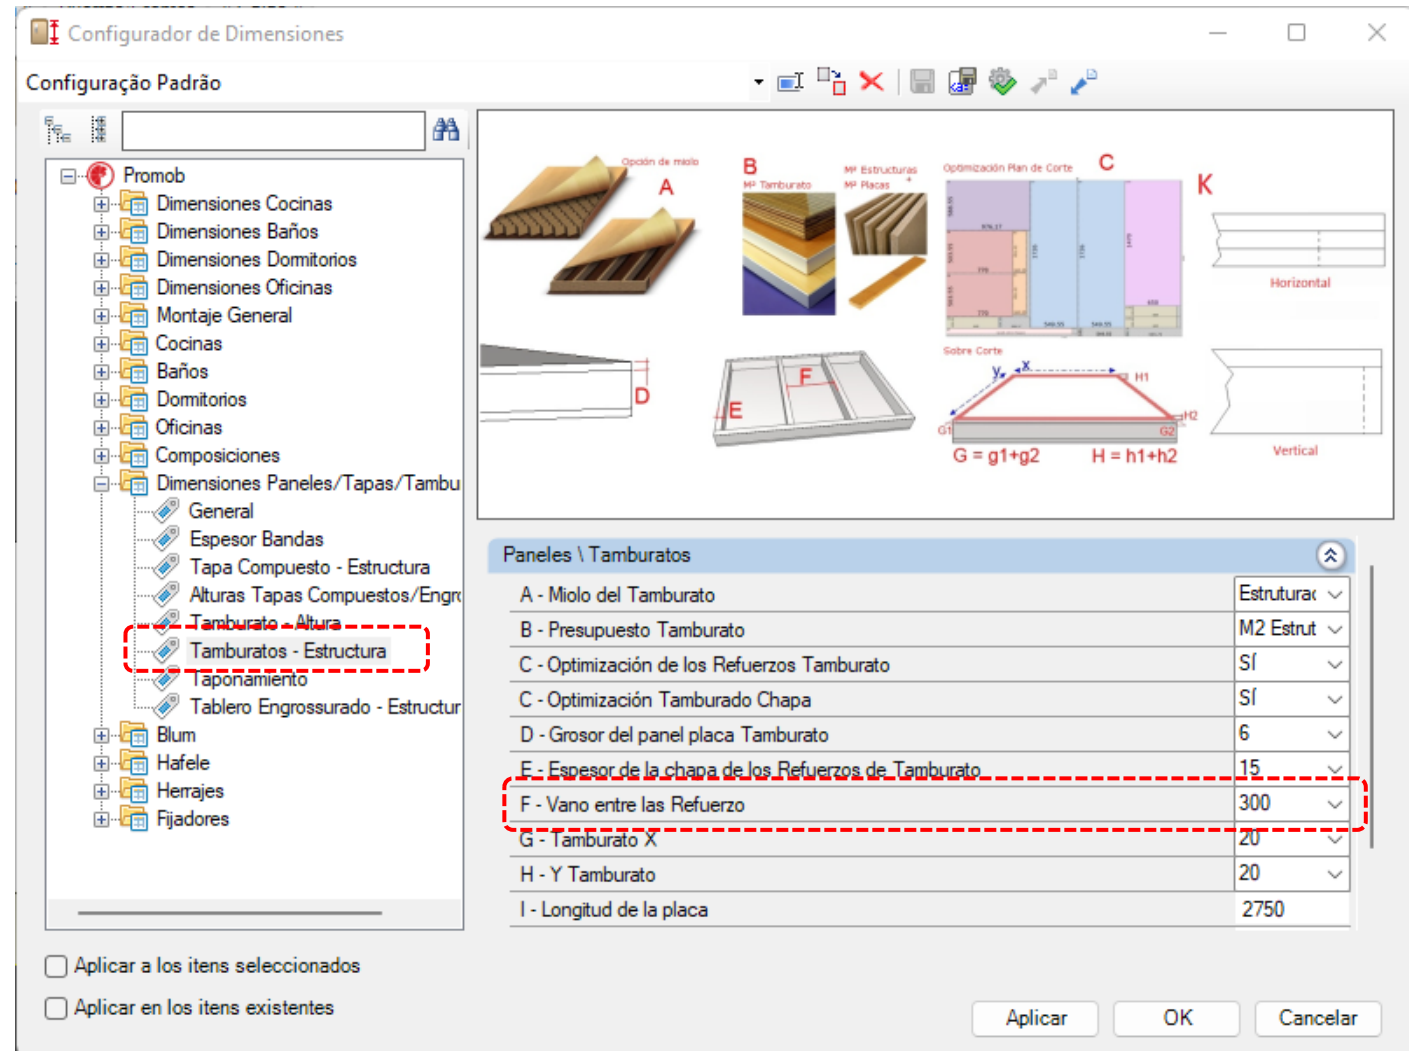 Configurador de Dimensiones
Configuração Padrão
Promob
Dimensiones Cocinas
Dimensiones Baños
Dimensiones Dormitorios
Dimensiones Oficinas
Montaje General
Cocinas
Baños
Dormitorios
Oficinas
Composiciones
Dimensiones Paneles/Tapas/Tambu
General
Espesor Bandas
Tapa Compuesto - Estructura
Alturas Tapas Compuestos/Engr
Tamburato - Altura
Tamburatos - Estructura
Taponamiento
Tablero Engrossurado - Estructur
Blum
Hafele
Herrajes
Fijadores
Opción de miolo
A
B
M² Tamburato
M² Estructuras
+
M² Placas
Optimización Plan de Corte
C
K
Horizontal
D
E
F
Sobre Corte
y
x
H1
H2
G1
G2
G = g1+g2
H = h1+h2
Vertical
Paneles \ Tamburatos
A - Miolo del Tamburato
Estruturac
B - Presupuesto Tamburato
M2 Estrut
C - Optimización de los Refuerzos Tamburato
SÍ
C - Optimización Tamburado Chapa
SÍ
D - Grosor del panel placa Tamburato
6
E - Espesor de la chapa de los Refuerzos de Tamburato
15
F - Vano entre las Refuerzo
300
G - Tamburato X
20
H - Y Tamburato
20
I - Longitud de la placa
2750
Aplicar a los itens seleccionados
Aplicar en los itens existentes
Aplicar
OK
Cancelar